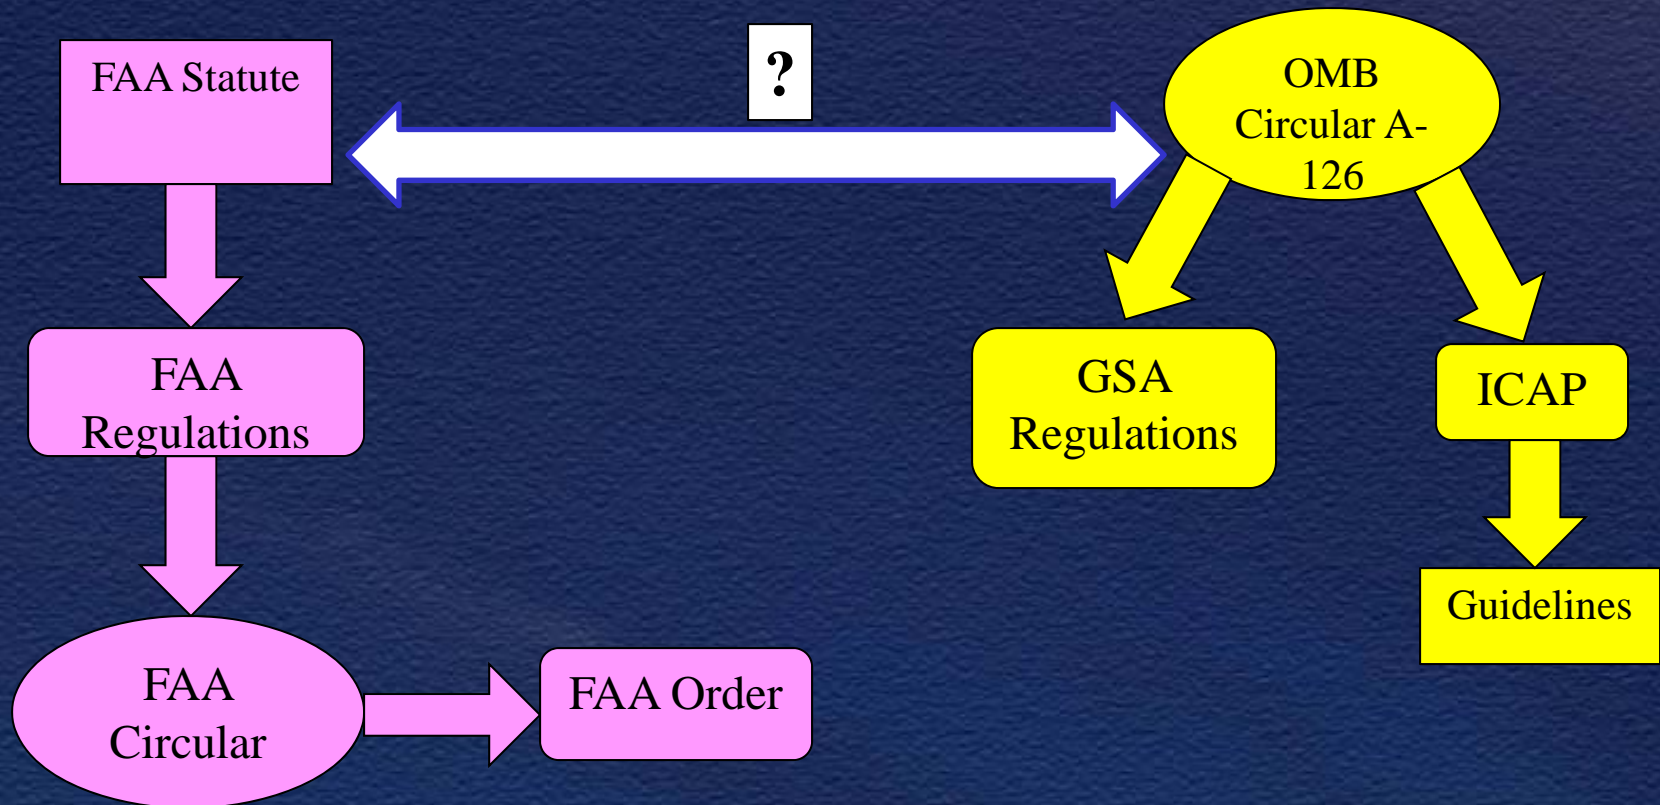 FAA Statute
?
OMB
Circular A-
126
FAA
Regulations
GSA
Regulations
ICAP
Guidelines
FAA
Circular
FAA Order